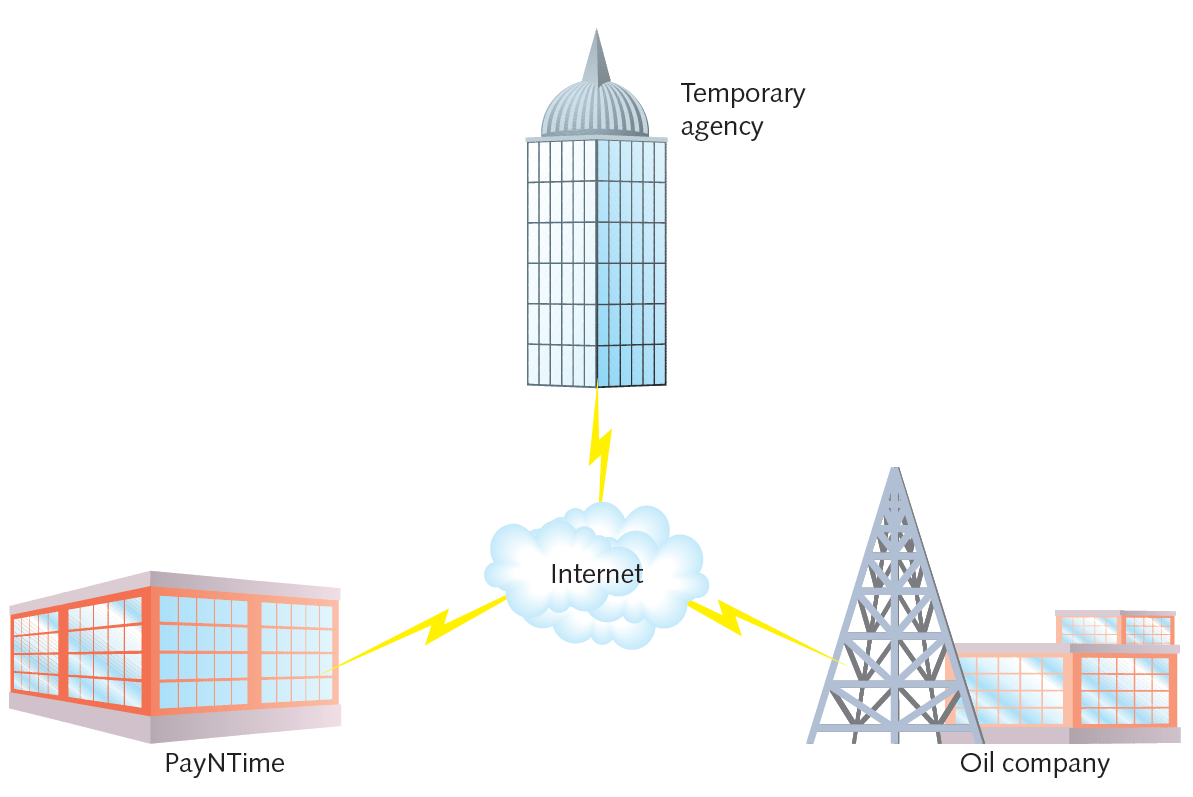 Temporary
agency
Internet
PayNTime
Oil company